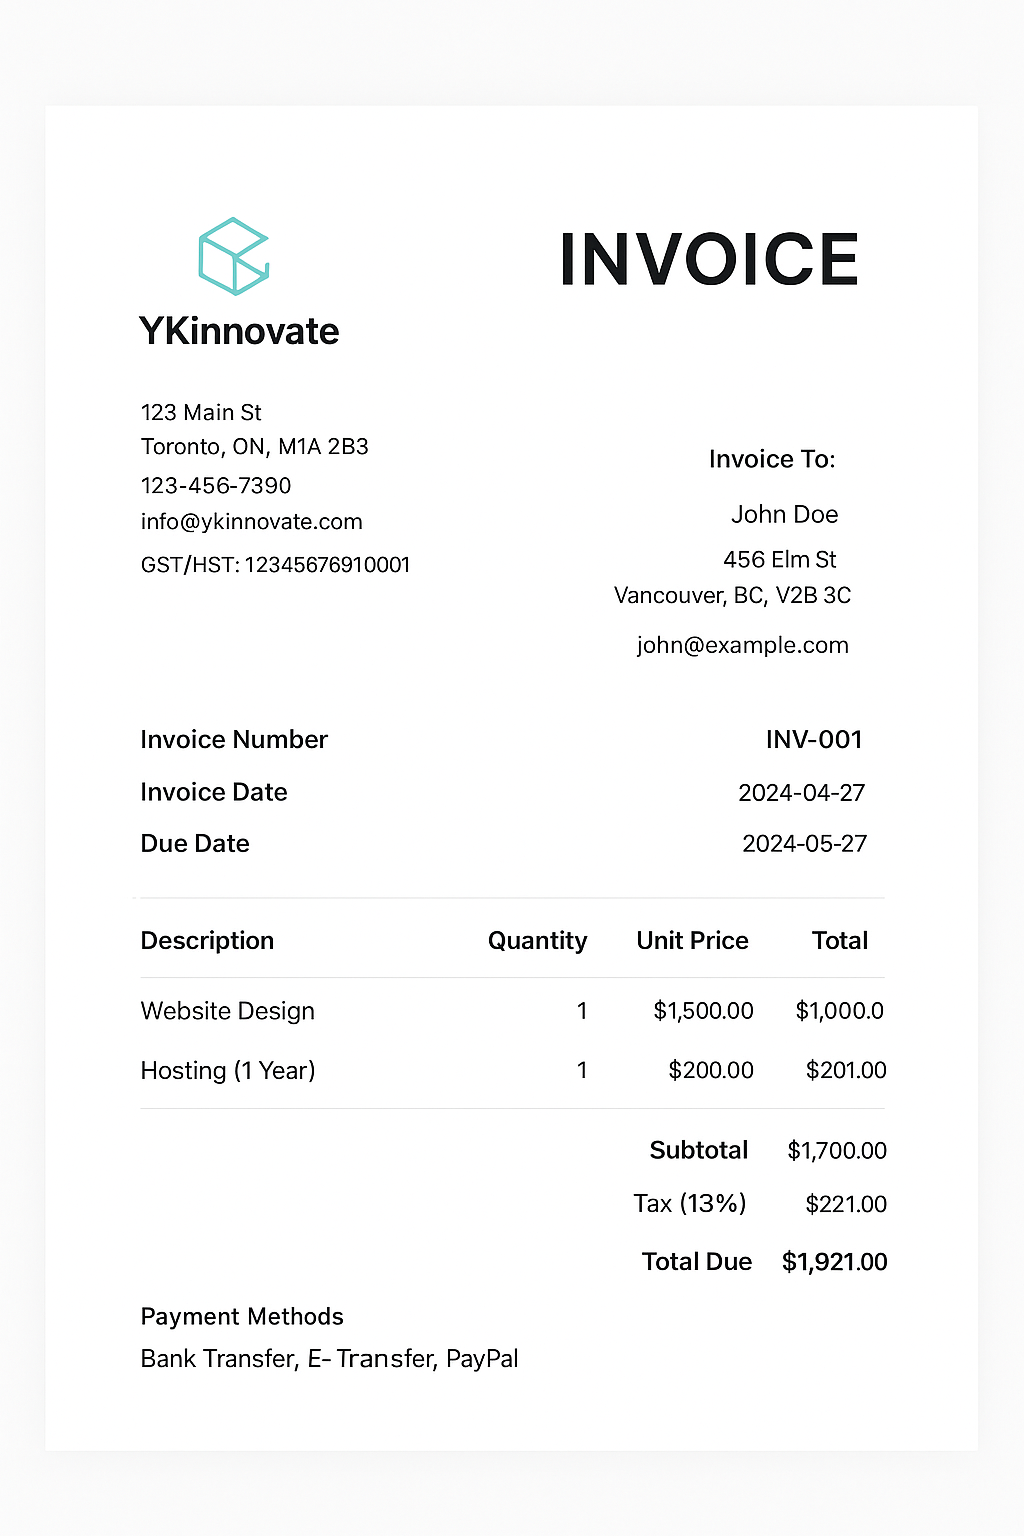 INVOICE
YKinnovate
123 Main St
Toronto, ON, M1A 2B3
123-456-7390
info@ykinnovate.com
GST/HST: 12345676910001
Invoice To:
John Doe
456 Elm St
Vancouver, BC, V2B 3C
john@example.com
Invoice Number INV-001
Invoice Date 2024-04-27
Due Date 2024-05-27
Description Quantity Unit Price Total
Website Design 1 $1,500.00 $1,000.0
Hosting (1 Year) 1 $200.00 $201.00
Subtotal $1,700.00
Tax (13%) $221.00
Total Due $1,921.00
Payment Methods
Bank Transfer, E- Transfer, PayPal